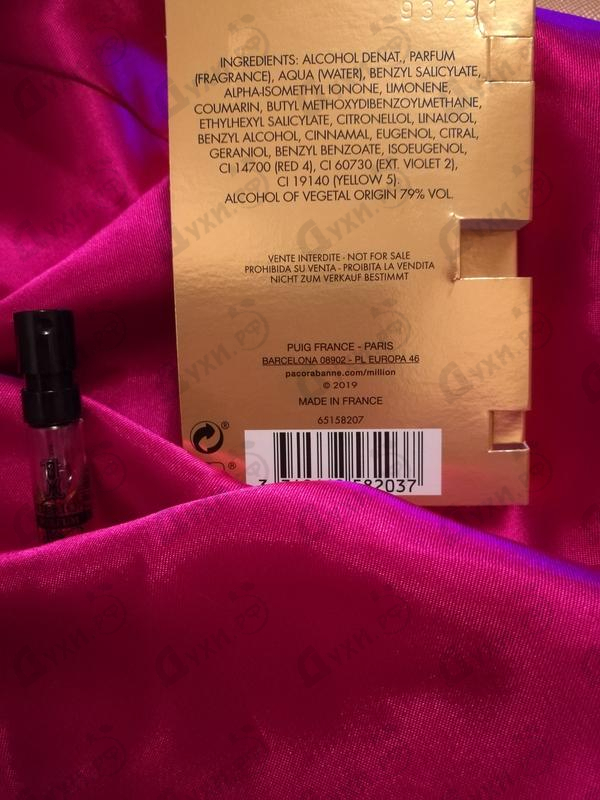 93231
INGREDIENTS: ALCOHOL DENAT., PARFUM
(FRAGRANCE), AQUA (WATER), BENZYL SALICYLATE,
ALPHA-ISOMETHYL IONONE, LIMONENE,
COUMARIN, BUTYL METHOXYDIBENZOYLMETHANE,
ETHYLHEXYL SALICYLATE, CITRONELLOL, LINALOOL,
BENZYL ALCOHOL, CINNAMAL, EUGENOL, CITRAL,
GERANIOL, BENZYL BENZOATE, ISOEUGENOL,
CI 14700 (RED 4), CI 60730 (EXT. VIOLET 2),
CI 19140 (YELLOW 5).
ALCOHOL OF VEGETAL ORIGIN 79% VOL.
VENTE INTERDITE - NOT FOR SALE
PROHIBIDA SU VENTA - PROIBITA LA VENDITA
NICHT ZUM VERKAUF BESTIMMT
PUIG FRANCE - PARIS
BARCELONA 08902 - PL EUROPA 46
pacorabanne.com/million
© 2019
MADE IN FRANCE
65158207
®
®
582037
Духи.рф